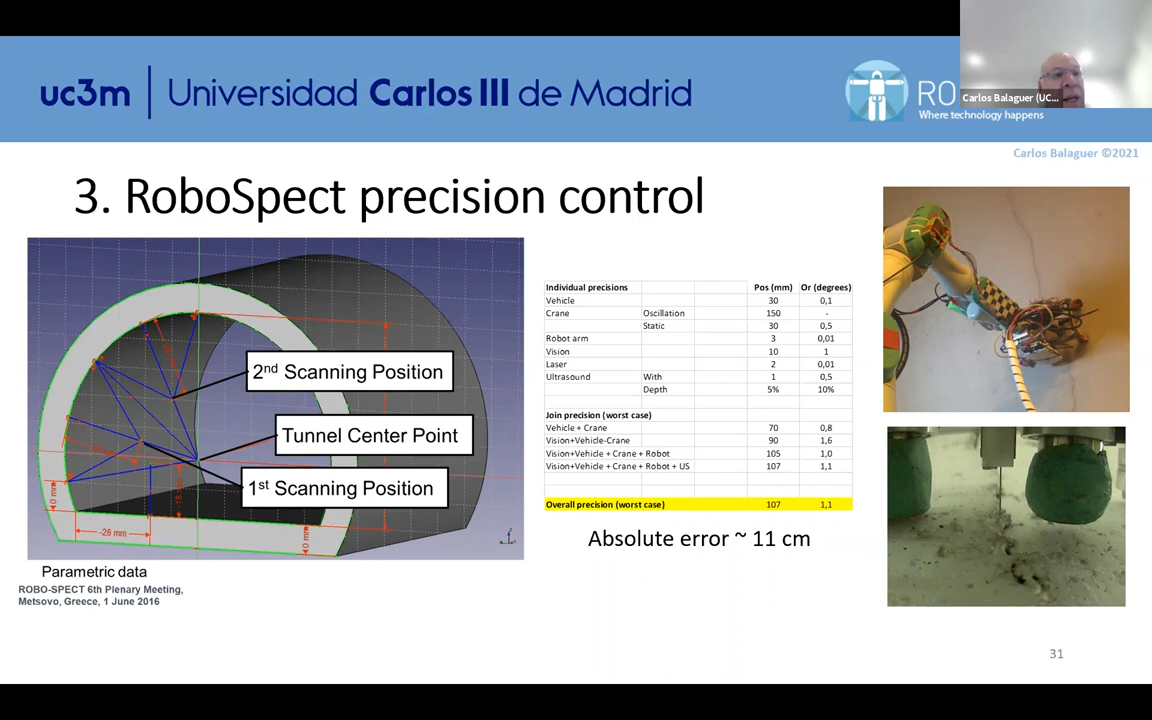 uc3m | Universidad Carlos III de Madrid
RO
Where technology happens
Carlos Balaguer (UC...
Carlos Balaguer ©2021
3. RoboSpect precision control
2nd Scanning Position
Tunnel Center Point
1st Scanning Position
-28 mm
Parametric data
ROBO-SPECT 6th Plenary Meeting,
Metsovo, Greece, 1 June 2016
Individual precisions Pos (mm) Or (degrees)
Vehicle 30 0,1
Crane Oscillation 150 -
Static 30 0,5
Robot arm 3 0,01
Vision 10 1
Laser 2 0,01
Ultrasound With 1 0,5
Depth 5% 10%
Join precision (worst case)
Vehicle + Crane 70 0,8
Vision+Vehicle-Crane 90 1,6
Vision+Vehicle + Crane + Robot 105 1,0
Vision+Vehicle + Crane + Robot + US 107 1,1
Overall precision (worst case) 107 1,1
Absolute error ~ 11 cm
31